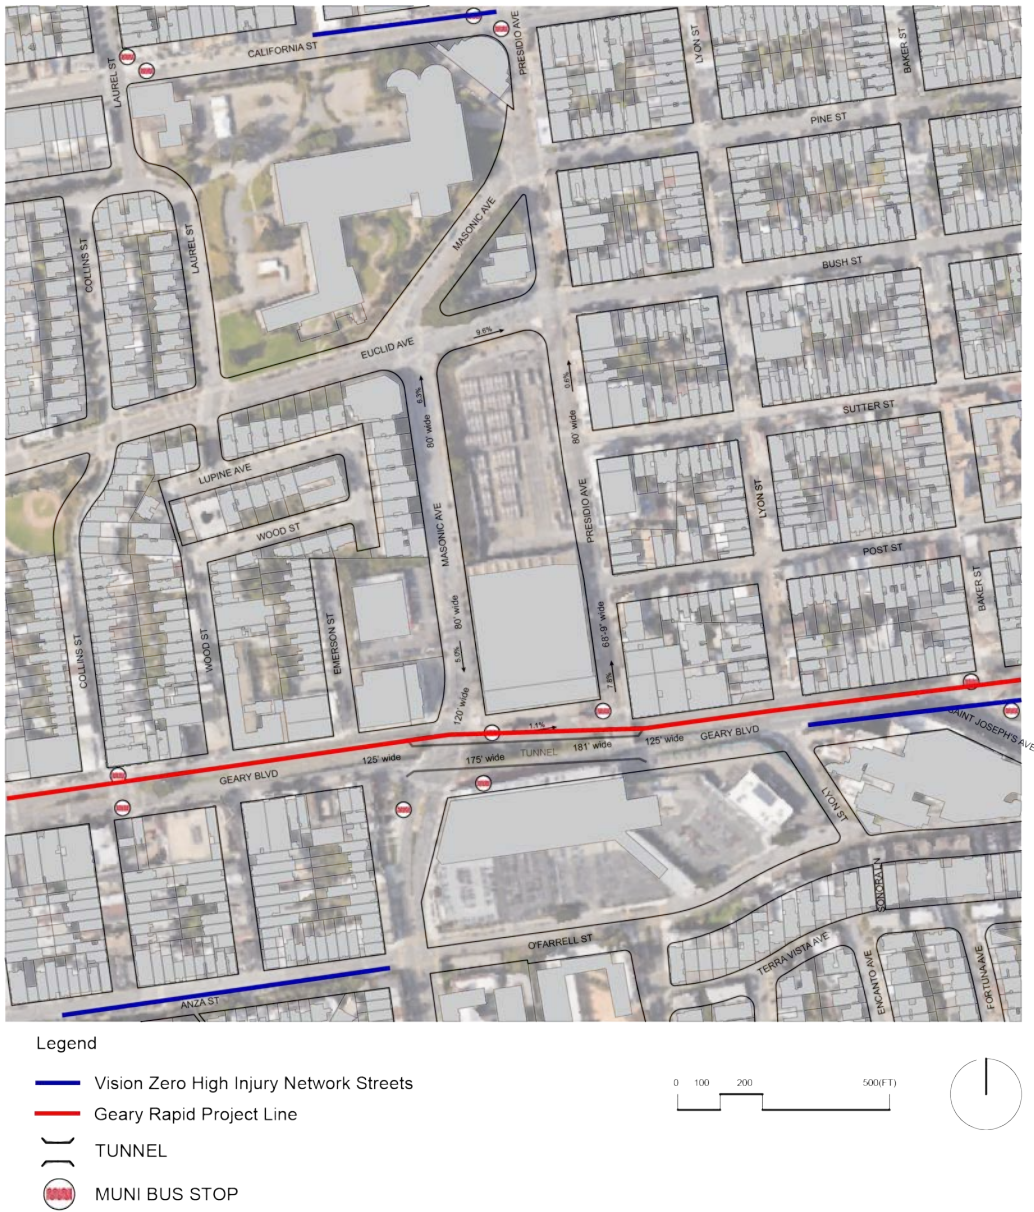 CALIFORNIA ST
PRESIDIO AVE
LYON ST
BAKER ST
LAUREL ST
PINE ST
MASONIC AVE
COLLINS ST
LAUREL ST
BUSH ST
9.6%
EUCLID AVE
0.6%
6.3%
80' wide
80' wide
SUTTER ST
LUPINE AVE
LYON ST
PRESIDIO AVE
WOOD ST
MASONIC AVE
POST ST
BAKER ST
80' wide
68'-9" wide
EMERSON ST
WOOD ST
COLLINS ST
5.0%
7.8%
120' wide
1.1%
SAINT JOSEPH'S AVE
125' wide
175' wide
TUNNEL
181' wide
125' wide
GEARY BLVD
GEARY BLVD
LYON ST
SONORA LN
O'FARRELL ST
TERRA VISTA AVE
ENCANTO AVE
FORTUNA AVE
ANZA ST
Legend
Vision Zero High Injury Network Streets
0 100 200 500(FT)
Geary Rapid Project Line
TUNNEL
MUNI BUS STOP